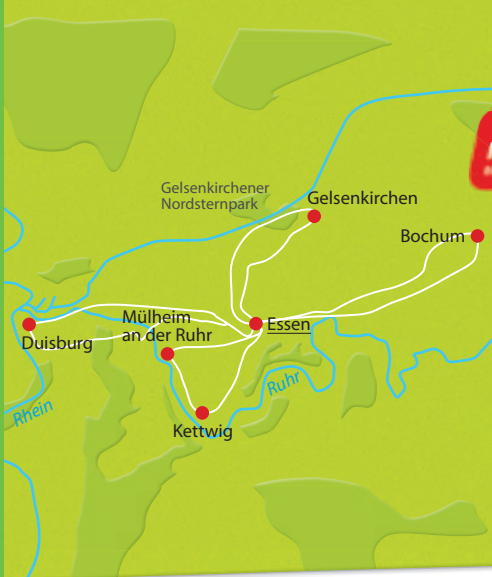 Gelsenkirchener
Nordsternpark
Gelsenkirchen
Bochum
Mülheim
an der Ruhr
Essen
Duisburg
Ruhr
Rhein
Kettwig